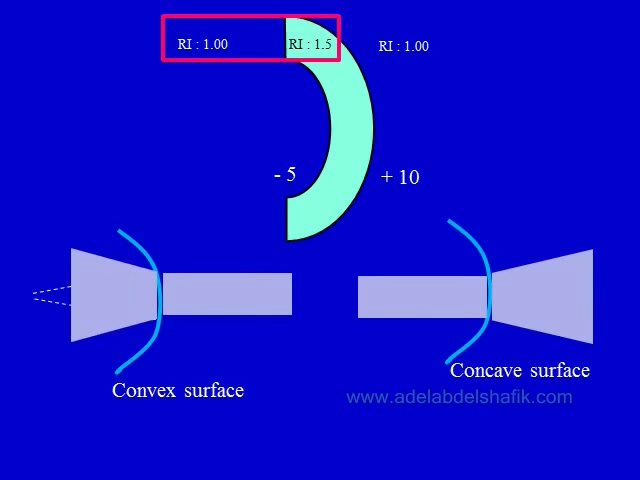 RI : 1.00
RI : 1.5
RI : 1.00
- 5
+ 10
Convex surface
Concave surface
www.adelabdelshafik.com